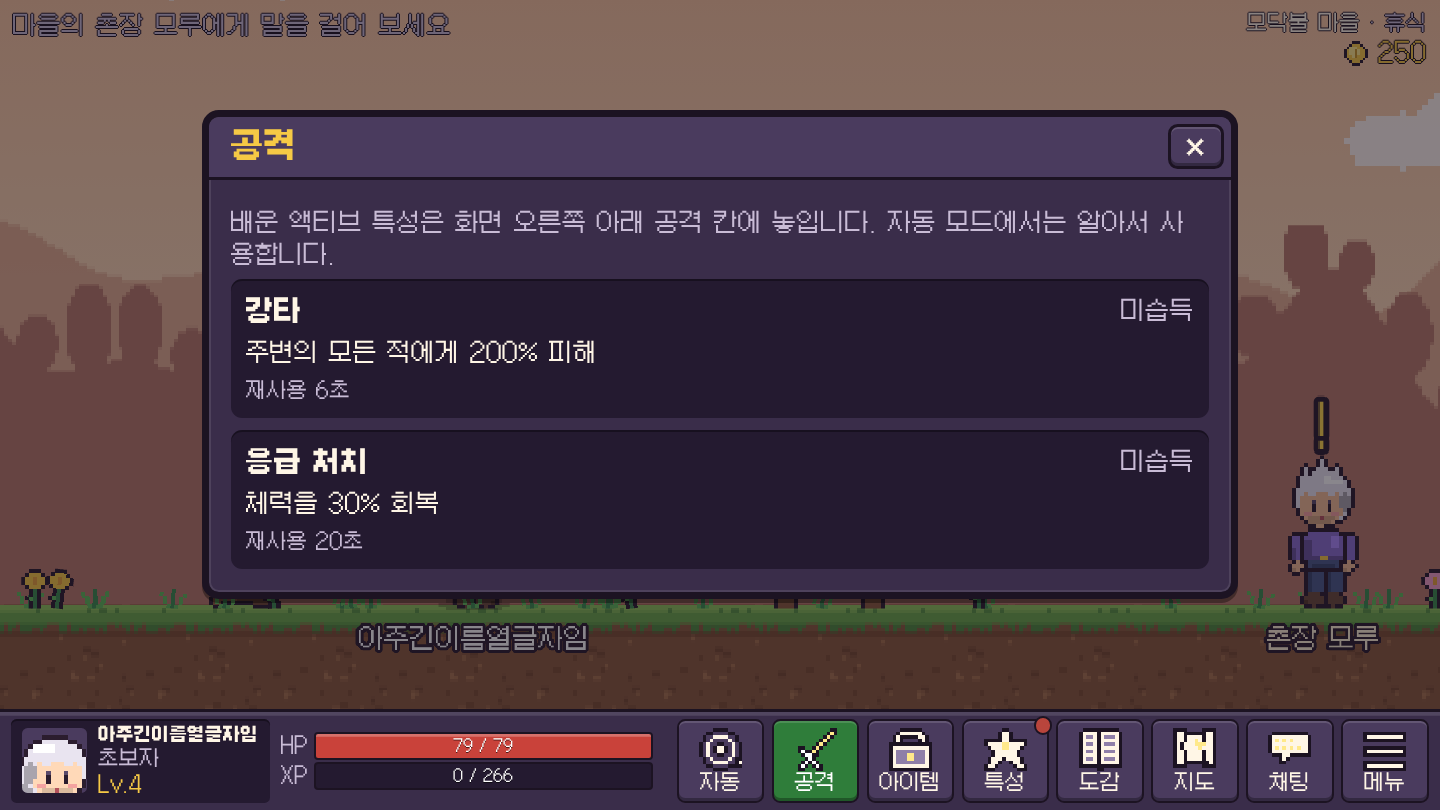 마을의 촌장 모루에게 말을 걸어 보세요
모닥불 마을 · 휴식
250
공격
배운 액티브 특성은 화면 오른쪽 아래 공격 칸에 놓입니다. 자동 모드에서는 알아서 사
용합니다.
강타
미습득
주변의 모든 적에게 200% 피해
재사용 6초
응급 처치
미습득
체력을 30% 회복
재사용 20초
아주긴이름열글자임
촌장 모루
아주긴이름열글자임
초보자
Lv.4
HP
79 / 79
XP
0 / 266
자동
공격
아이템
특성
도감
지도
채팅
메뉴